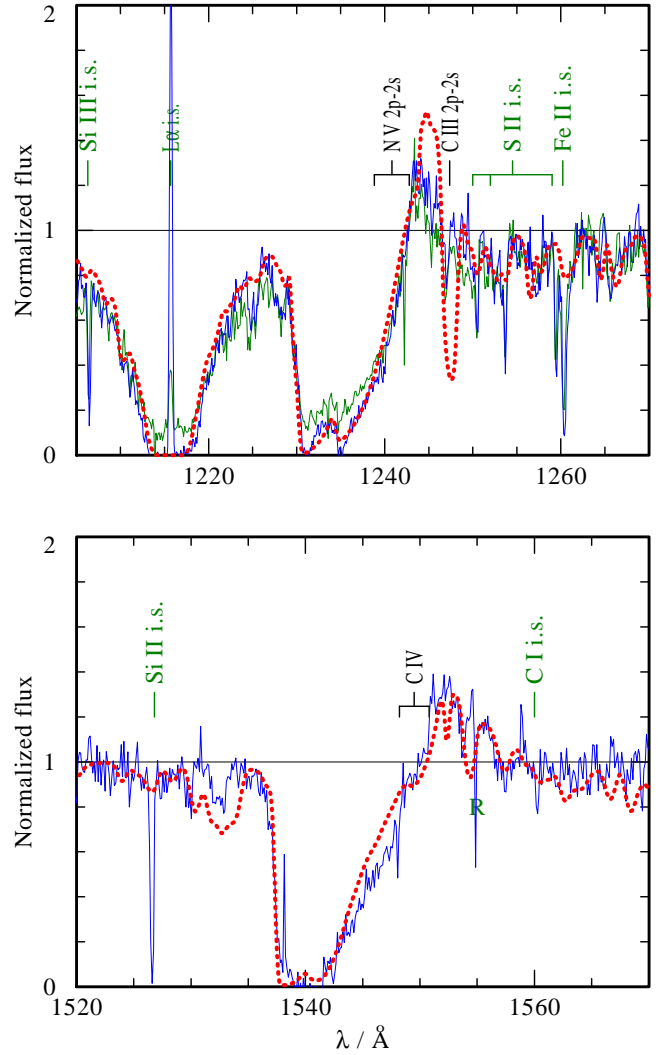 2
Si III i.s.
Lα i.s.
N V 2p-2s
C III 2p-2s
S II i.s.
Fe II i.s.
Normalized flux
1
0
1220
1240
1260
2
Si II i.s.
C IV
C I i.s.
Normalized flux
1
R
0
1520
1540
1560
λ / Å